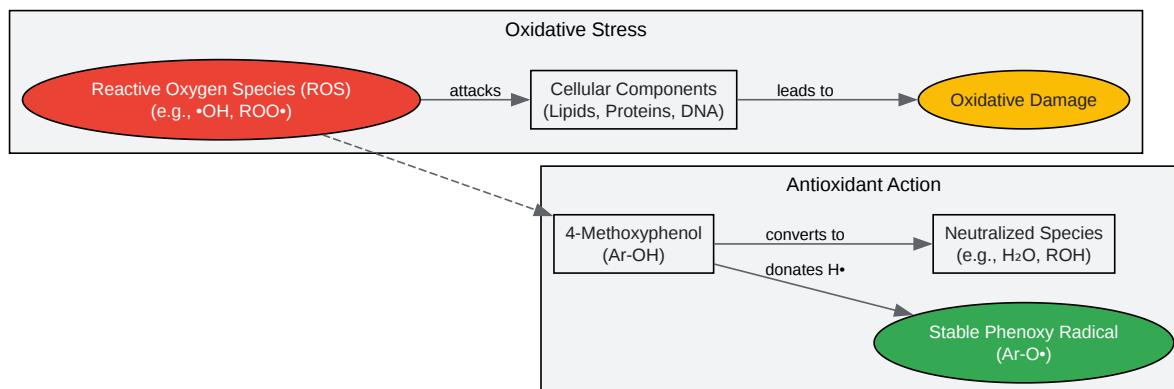 Oxidative Stress
Reactive Oxygen Species (ROS)
(e.g., •OH, ROO•)
attacks
Cellular Components
(Lipids, Proteins, DNA)
leads to
Oxidative Damage
Antioxidant Action
4-Methoxyphenol
(Ar-OH)
converts to
Neutralized Species
(e.g., H₂O, ROH)
donates H•
Stable Phenoxy Radical
(Ar-O•)